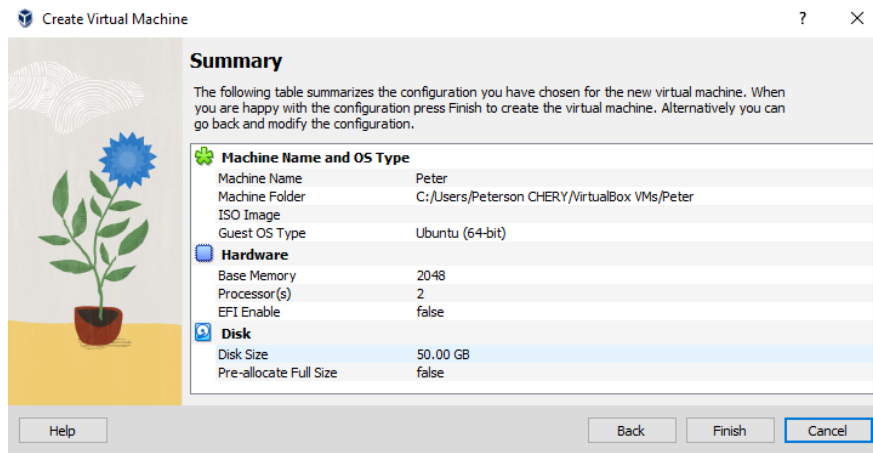 Create Virtual Machine ? ×
Summary
The following table summarizes the configuration you have chosen for the new virtual machine. When
you are happy with the configuration press Finish to create the virtual machine. Alternatively you can
go back and modify the configuration.
Machine Name and OS Type
Machine Name Peter
Machine Folder C:/Users/Peterson CHERY/VirtualBox VMs/Peter
ISO Image
Guest OS Type Ubuntu (64-bit)
Hardware
Base Memory 2048
Processor(s) 2
EFI Enable false
Disk
Disk Size 50.00 GB
Pre-allocate Full Size false
Help Back Finish Cancel